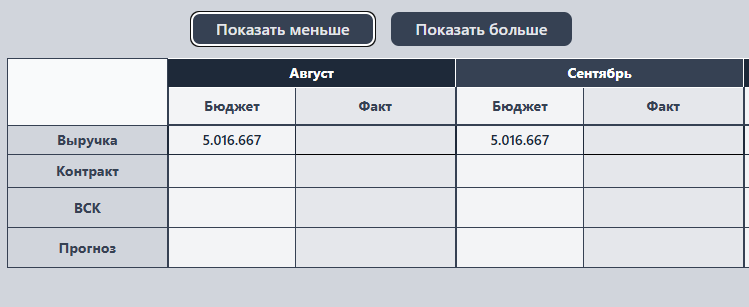 Показать меньше Показать больше
Август Сентябрь
Бюджет Факт Бюджет Факт
Выручка 5.016.667 5.016.667
Контракт
ВСК
Прогноз